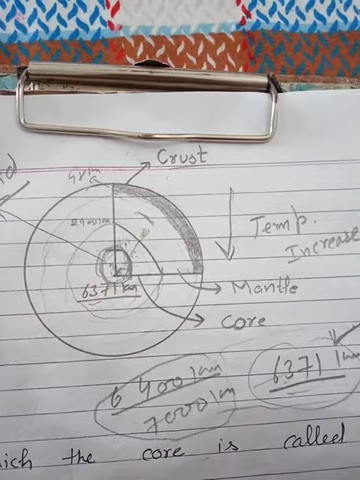 Crust
Temp.
Increase
6371 km
Mantle
Core
6400 km
7000 km
6371 km
the core is called